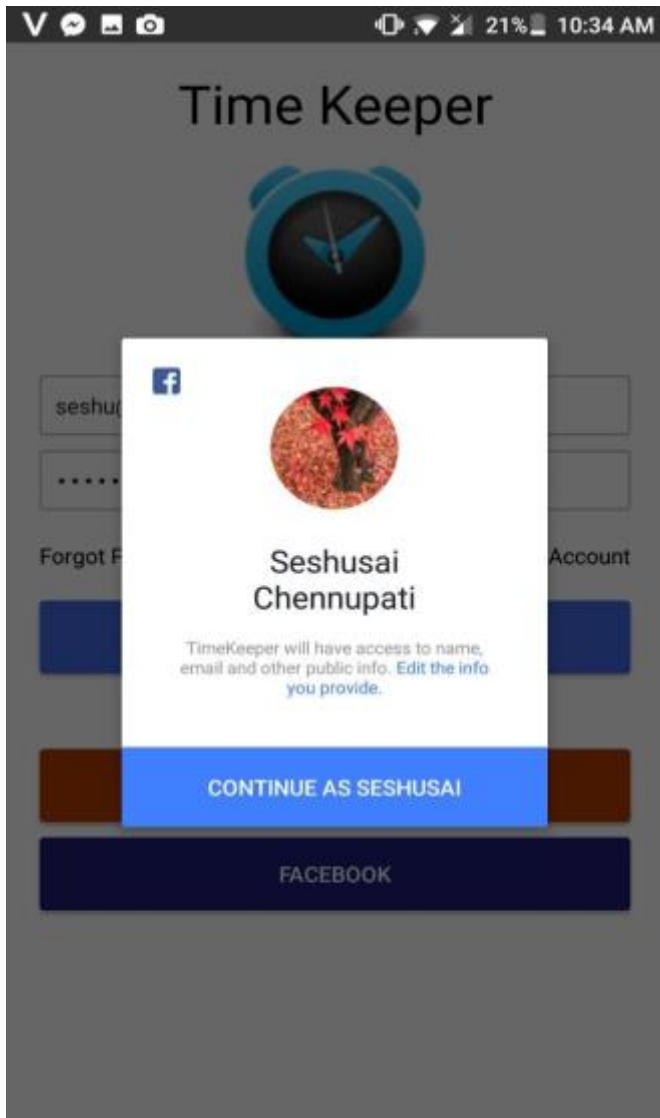 21% 10:34 AM
Time Keeper
seshu(
Seshusai
Forgot F Account
Chennupati
TimeKeeper will have access to name,
email and other public info. Edit the info
you provide.
CONTINUE AS SESHUSAI
FACEBOOK